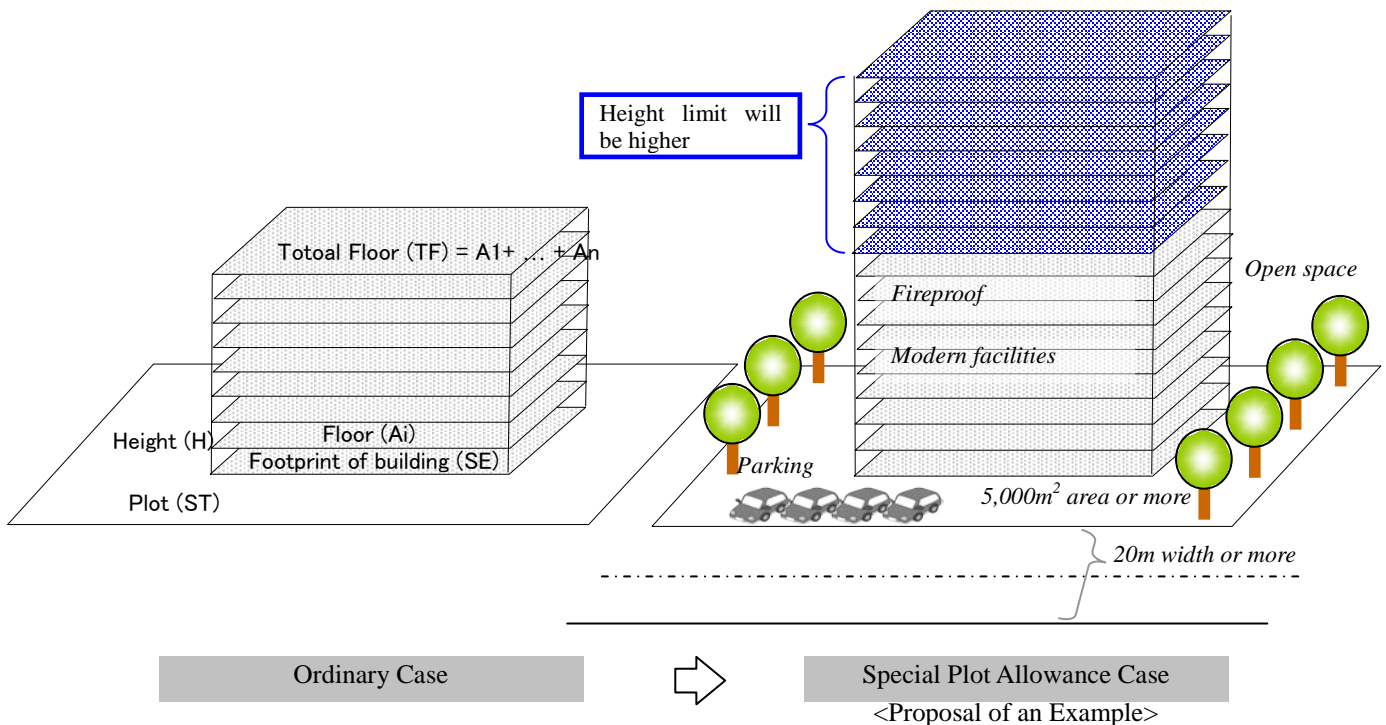 Height limit will
be higher
Totoal Floor (TF) = A1+ … + An
Open space
Fireproof
Modern facilities
Height (H)
Floor (Ai)
Footprint of building (SE)
Parking
Plot (ST)
5,000m² area or more
20m width or more
Ordinary Case
Special Plot Allowance Case
<Proposal of an Example>